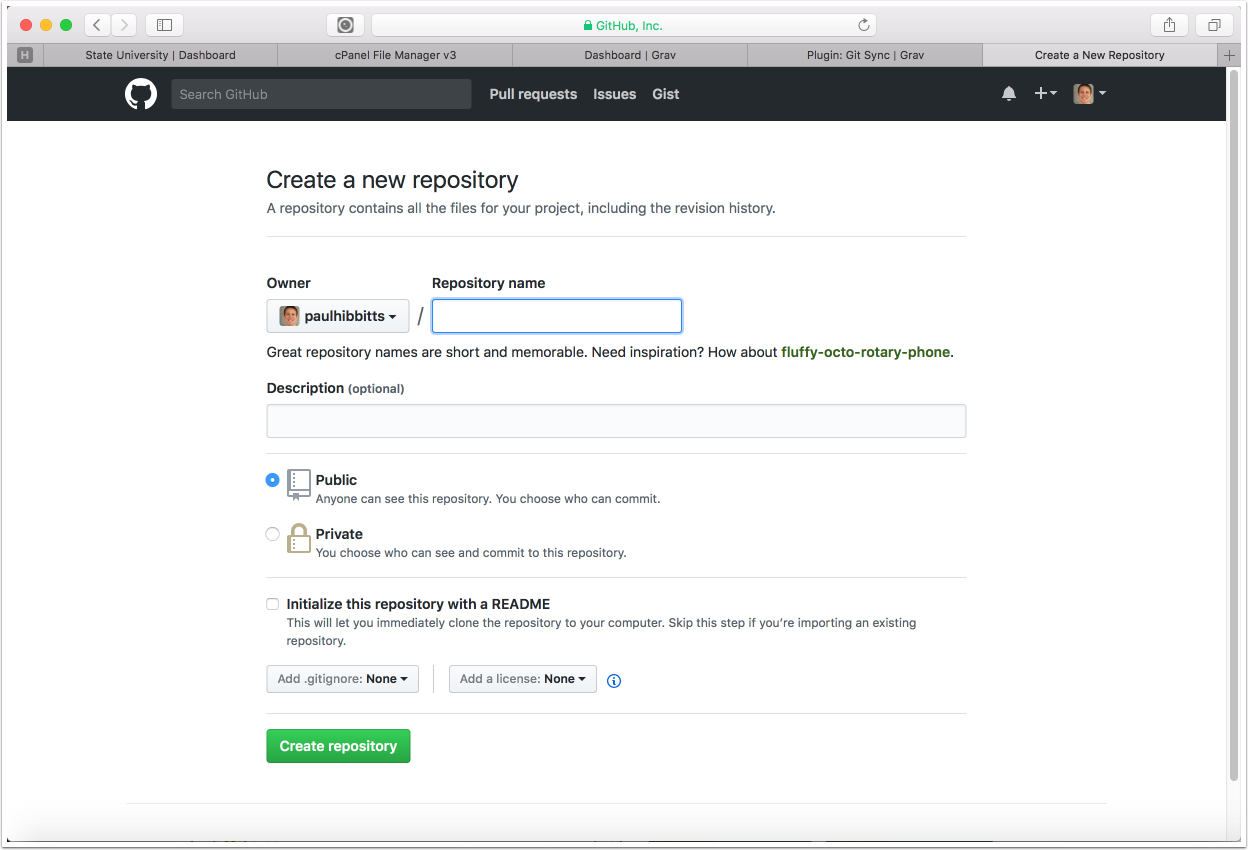 GitHub, Inc.
H
State University | Dashboard
cPanel File Manager v3
Dashboard | Grav
Plugin: Git Sync | Grav
Create a New Repository
Search GitHub
Pull requests
Issues
Gist
Create a new repository
A repository contains all the files for your project, including the revision history.
Owner
Repository name
paulhibbitts
/
Great repository names are short and memorable. Need inspiration? How about fluffy-octo-rotary-phone.
Description (optional)
Public
Anyone can see this repository. You choose who can commit.
Private
You choose who can see and commit to this repository.
Initialize this repository with a README
This will let you immediately clone the repository to your computer. Skip this step if you’re importing an existing
repository.
Add .gitignore: None
Add a license: None
Create repository